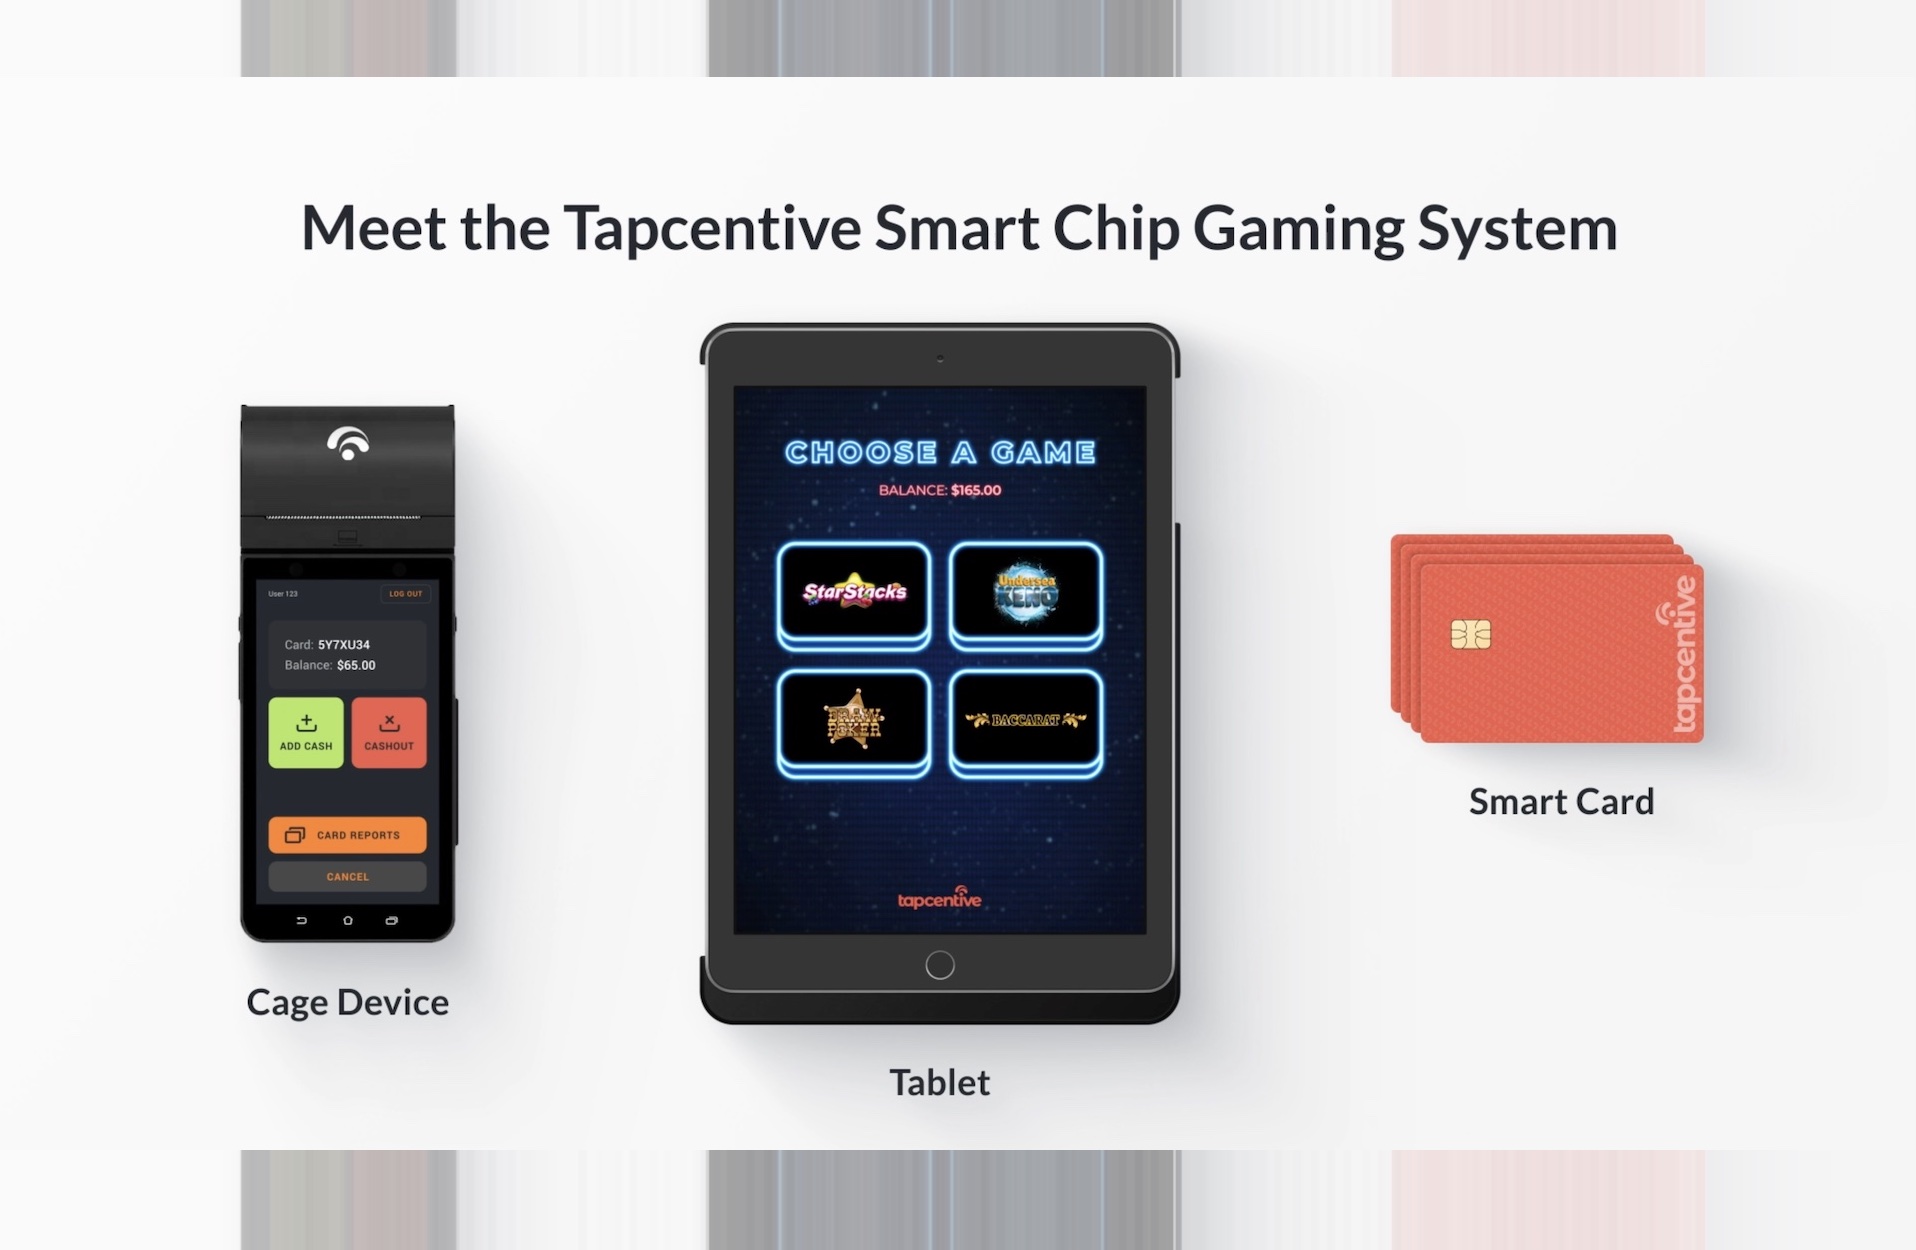 Meet the Tapcentive Smart Chip Gaming System
User 123
LOG OUT
Card: 5Y7XU34
Balance: $65.00
ADD CASH
CASHOUT
CARD REPORTS
CANCEL
Cage Device
CHOOSE A GAME
BALANCE: $165.00
StarStacks
Undersea
KENO
DRAW
POKER
BACCARAT
tapcentive
Tablet
tapcentive
Smart Card